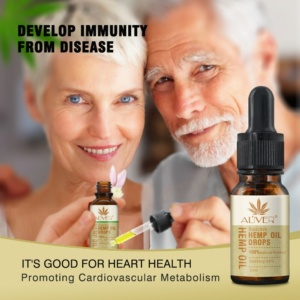 DEVELOP IMMUNITY
FROM DISEASE
ALIVER
HEMP OIL
DROPS
HEMP OIL
IT'S GOOD FOR HEART HEALTH
Promoting Cardiovascular Metabolism